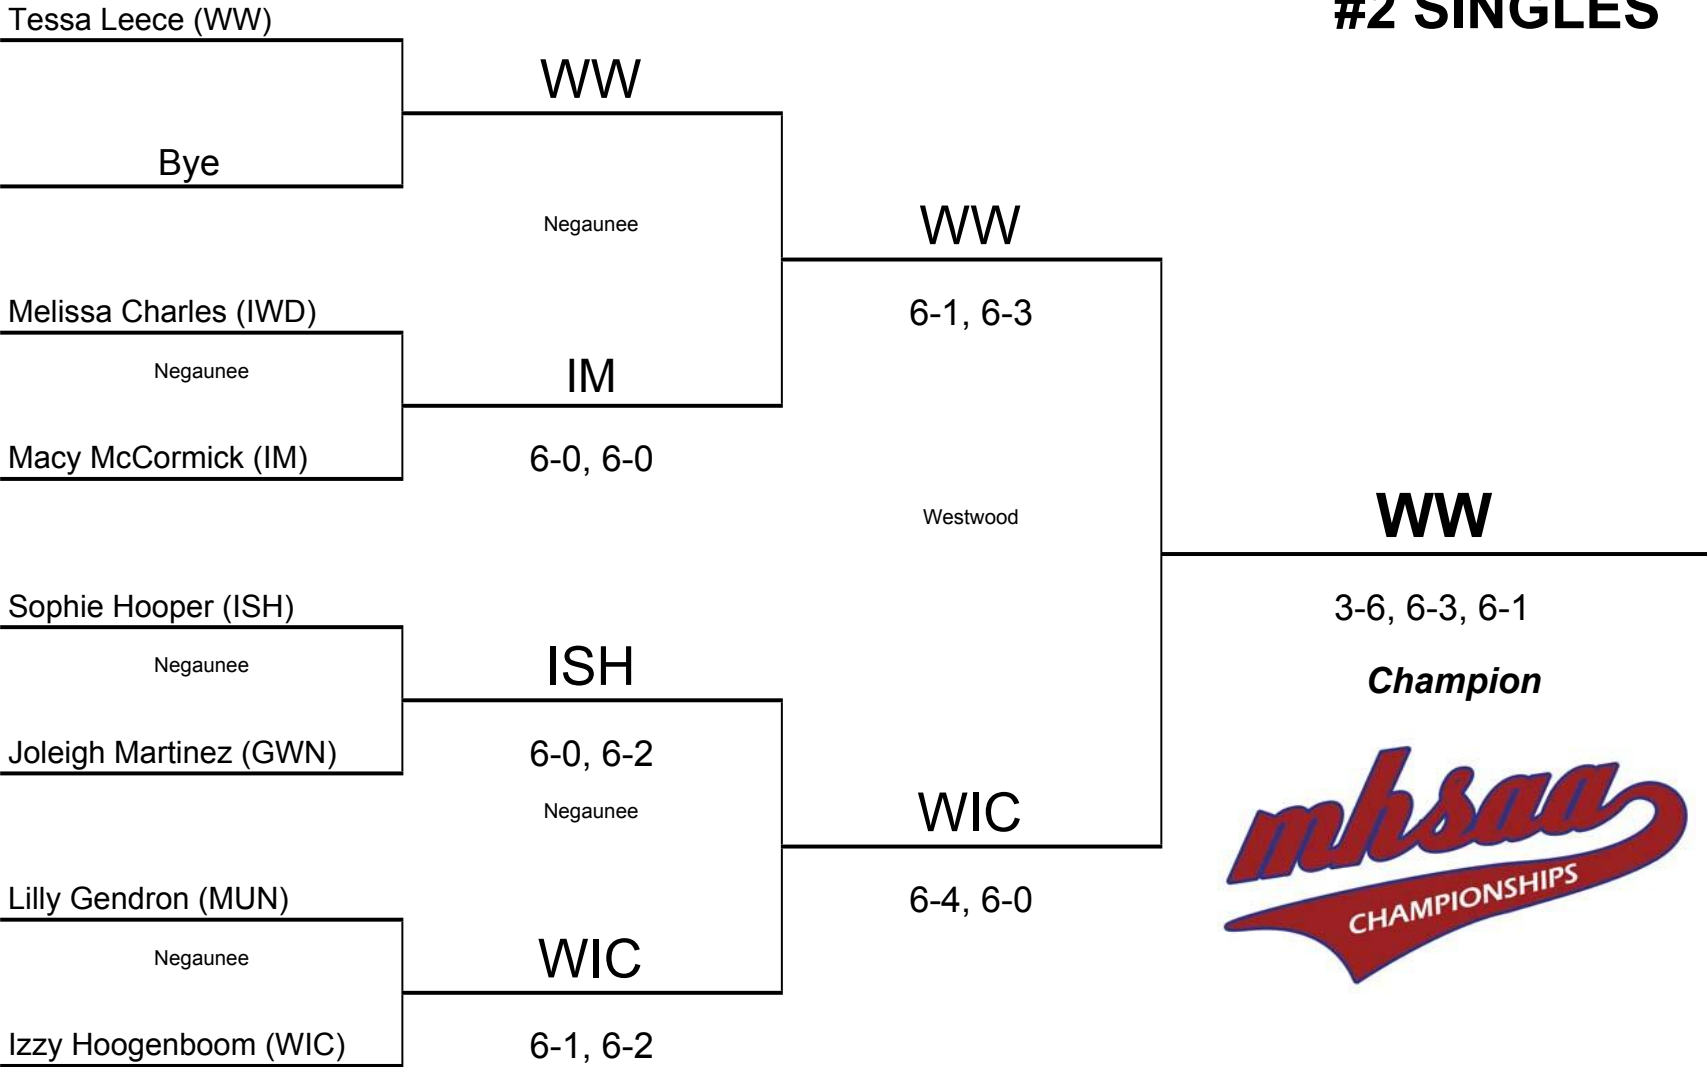 #2 SINGLES
Tessa Leece (WW)
WW
Bye
Negaunee
WW
Melissa Charles (IWD)
6-1, 6-3
Negaunee
IM
Macy McCormick (IM)
6-0, 6-0
Westwood
WW
Sophie Hooper (ISH)
3-6, 6-3, 6-1
Negaunee
ISH
Champion
Joleigh Martinez (GWN)
6-0, 6-2
Negaunee
WIC
mhsaa
CHAMPIONSHIPS
Lilly Gendron (MUN)
6-4, 6-0
Negaunee
WIC
Izzy Hoogenboom (WIC)
6-1, 6-2